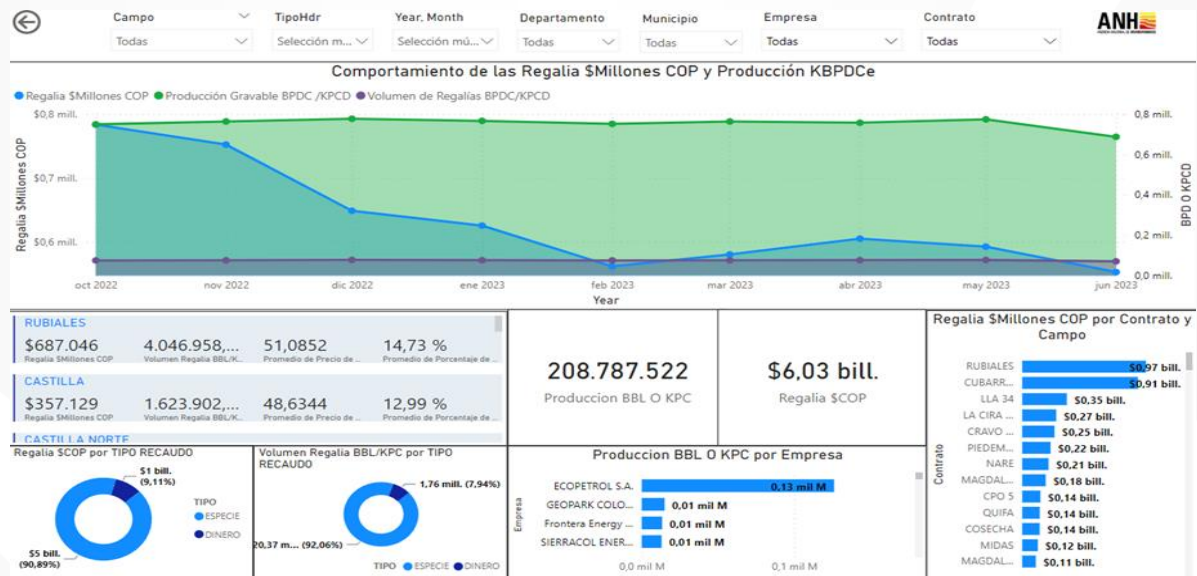 Campo TipoHdr Year, Month Departamento Municipio Empresa Contrato
Todas Selección m... Selección mú... Todas Todas Todas Todas
ANH
Comportamiento de las Regalia $Millones COP y Producción KBPDCe
Regalia $Millones COP Producción Gravable BPDC /KPCD Volumen de Regalías BPDC/KPCD
Regalia $Millones COP
$0,8 mill.
$0,7 mill.
$0,6 mill.
0,8 mill.
0,6 mill.
0,4 mill.
0,2 mill.
0,0 mill.
BPD O KPCD
oct 2022 nov 2022 dic 2022 ene 2023 feb 2023 mar 2023 abr 2023 may 2023 jun 2023
Year
RUBIALES
$687.046 4.046.958,... 51,0852 14,73 %
Regalia $Millones COP Volumen Regalia BBL/K... Promedio de Precio de ... Promedio de Porcentaje de ...
CASTILLA
$357.129 1.623.902,... 48,6344 12,99 %
Regalia $Millones COP Volumen Regalia BBL/K... Promedio de Precio de ... Promedio de Porcentaje de ...
CASTILLA NORTE
208.787.522
Produccion BBL O KPC
$6,03 bill.
Regalia $COP
Regalia $Millones COP por Contrato y
Campo
Contrato
RUBIALES $0,97 bill.
CUBARR... $0,91 bill.
LLA 34 $0,35 bill.
LA CIRA ... $0,27 bill.
CRAVO ... $0,25 bill.
PIEDEM... $0,22 bill.
NARE $0,21 bill.
MAGDAL... $0,18 bill.
CPO 5 $0,14 bill.
QUIFA $0,14 bill.
COSECHA $0,14 bill.
MIDAS $0,12 bill.
MAGDAL... $0,11 bill.
Regalia $COP por TIPO RECAUDO
$1 bill.
(9,11%)
TIPO
ESPECIE
DINERO
$5 bill.
(90,89%)
Volumen Regalia BBL/KPC por TIPO
RECAUDO
1,76 mill. (7,94%)
20,37 m... (92,06%)
TIPO ESPECIE DINERO
Produccion BBL O KPC por Empresa
Empresa
ECOPETROL S.A. 0,13 mil M
GEOPARK COLO... 0,01 mil M
Frontera Energy ... 0,01 mil M
SIERRACOL ENER... 0,01 mil M
0,0 mil M 0,1 mil M